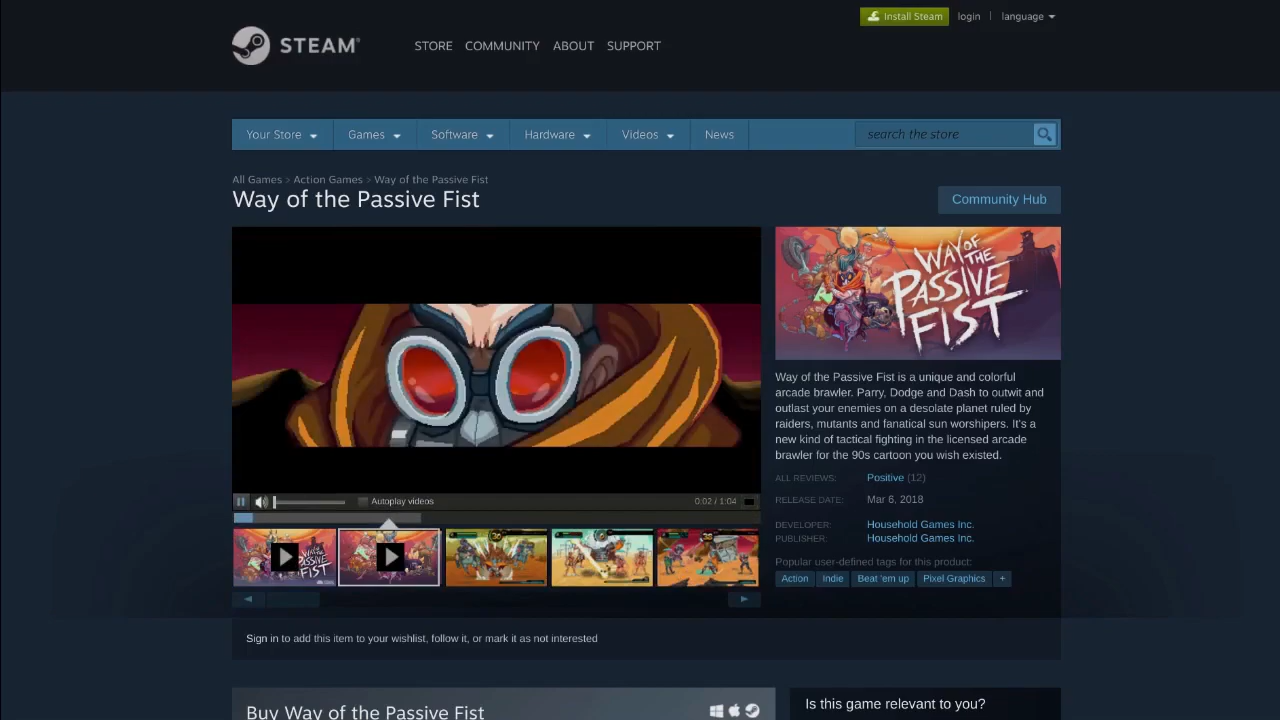 Install Steam
login | language
STEAM®
STORE COMMUNITY ABOUT SUPPORT
Your Store Games Software Hardware Videos News search the store
All Games > Action Games > Way of the Passive Fist
Way of the Passive Fist
Community Hub
WAY OF THE PASSIVE FIST
Way of the Passive Fist is a unique and colorful
arcade brawler. Parry, Dodge and Dash to outwit and
outlast your enemies on a desolate planet ruled by
raiders, mutants and fanatical sun worshipers. It's a
new kind of tactical fighting in the licensed arcade
brawler for the 90s cartoon you wish existed.
ALL REVIEWS: Positive (12)
RELEASE DATE: Mar 6, 2018
DEVELOPER: Household Games Inc.
PUBLISHER: Household Games Inc.
Popular user-defined tags for this product:
Action Indie Beat 'em up Pixel Graphics +
Autoplay videos 0:02 / 1:04
WAY OF THE PASSIVE FIST
Sign in to add this item to your wishlist, follow it, or mark it as not interested
Buy Way of the Passive Fist
Is this game relevant to you?